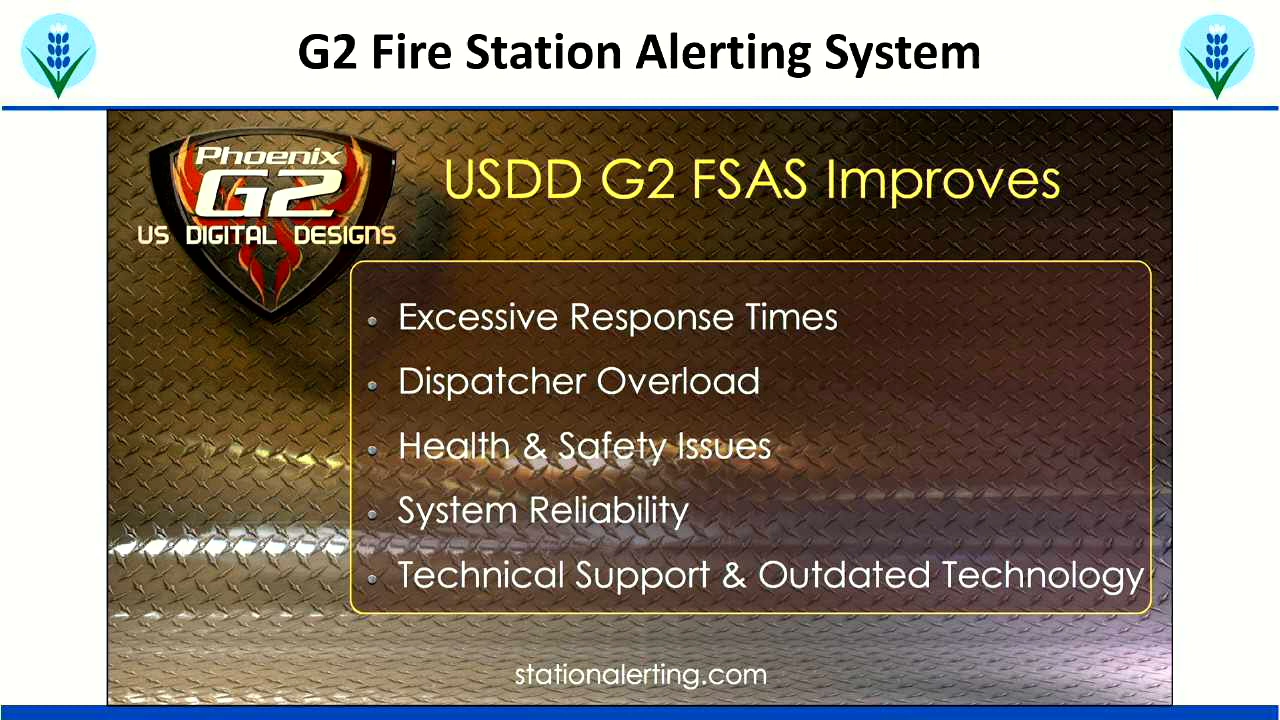 G2 Fire Station Alerting System
Phoenix
G2
US DIGITAL DESIGNS
USDD G2 FSAS Improves
Excessive Response Times
Dispatcher Overload
Health & Safety Issues
System Reliability
Technical Support & Outdated Technology
stationalerting.com